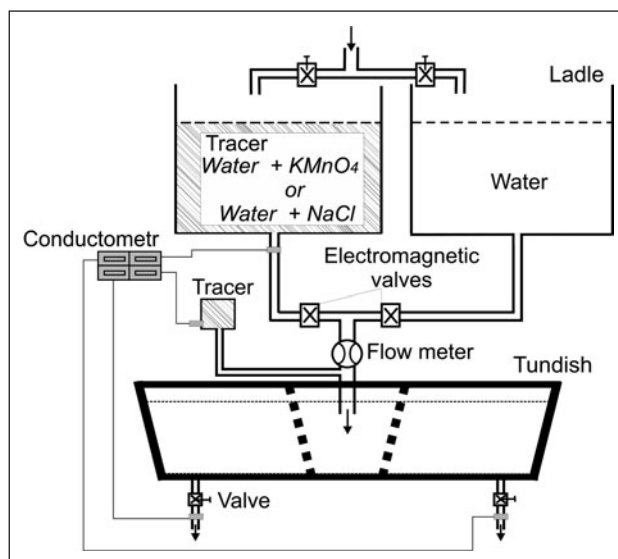 Ladle
Tracer
Water + KMnO₄
or
Water + NaCl
Water
Conductometr
Electromagnetic
valves
Tracer
Flow meter
Tundish
Valve